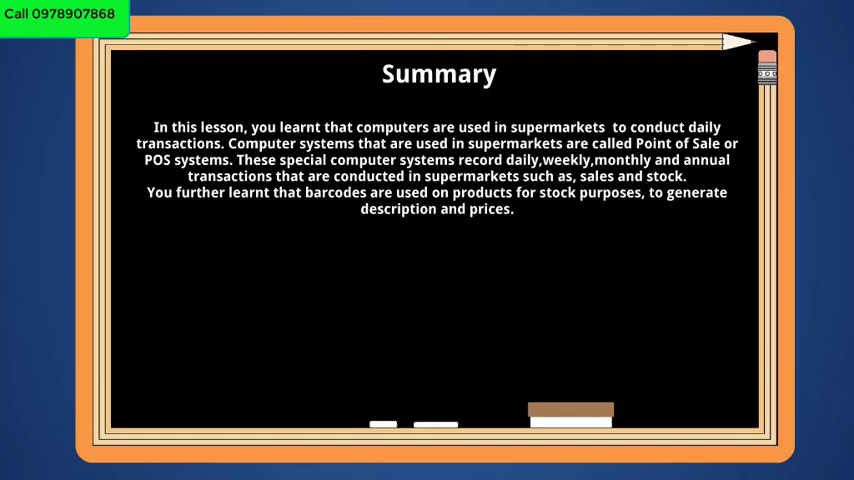 Call 0978907868
Summary
In this lesson, you learnt that computers are used in supermarkets  to conduct daily
transactions. Computer systems that are used in supermarkets are called Point of Sale or
POS systems. These special computer systems record daily,weekly,monthly and annual
transactions that are conducted in supermarkets such as, sales and stock.
You further learnt that barcodes are used on products for stock purposes, to generate
description and prices.